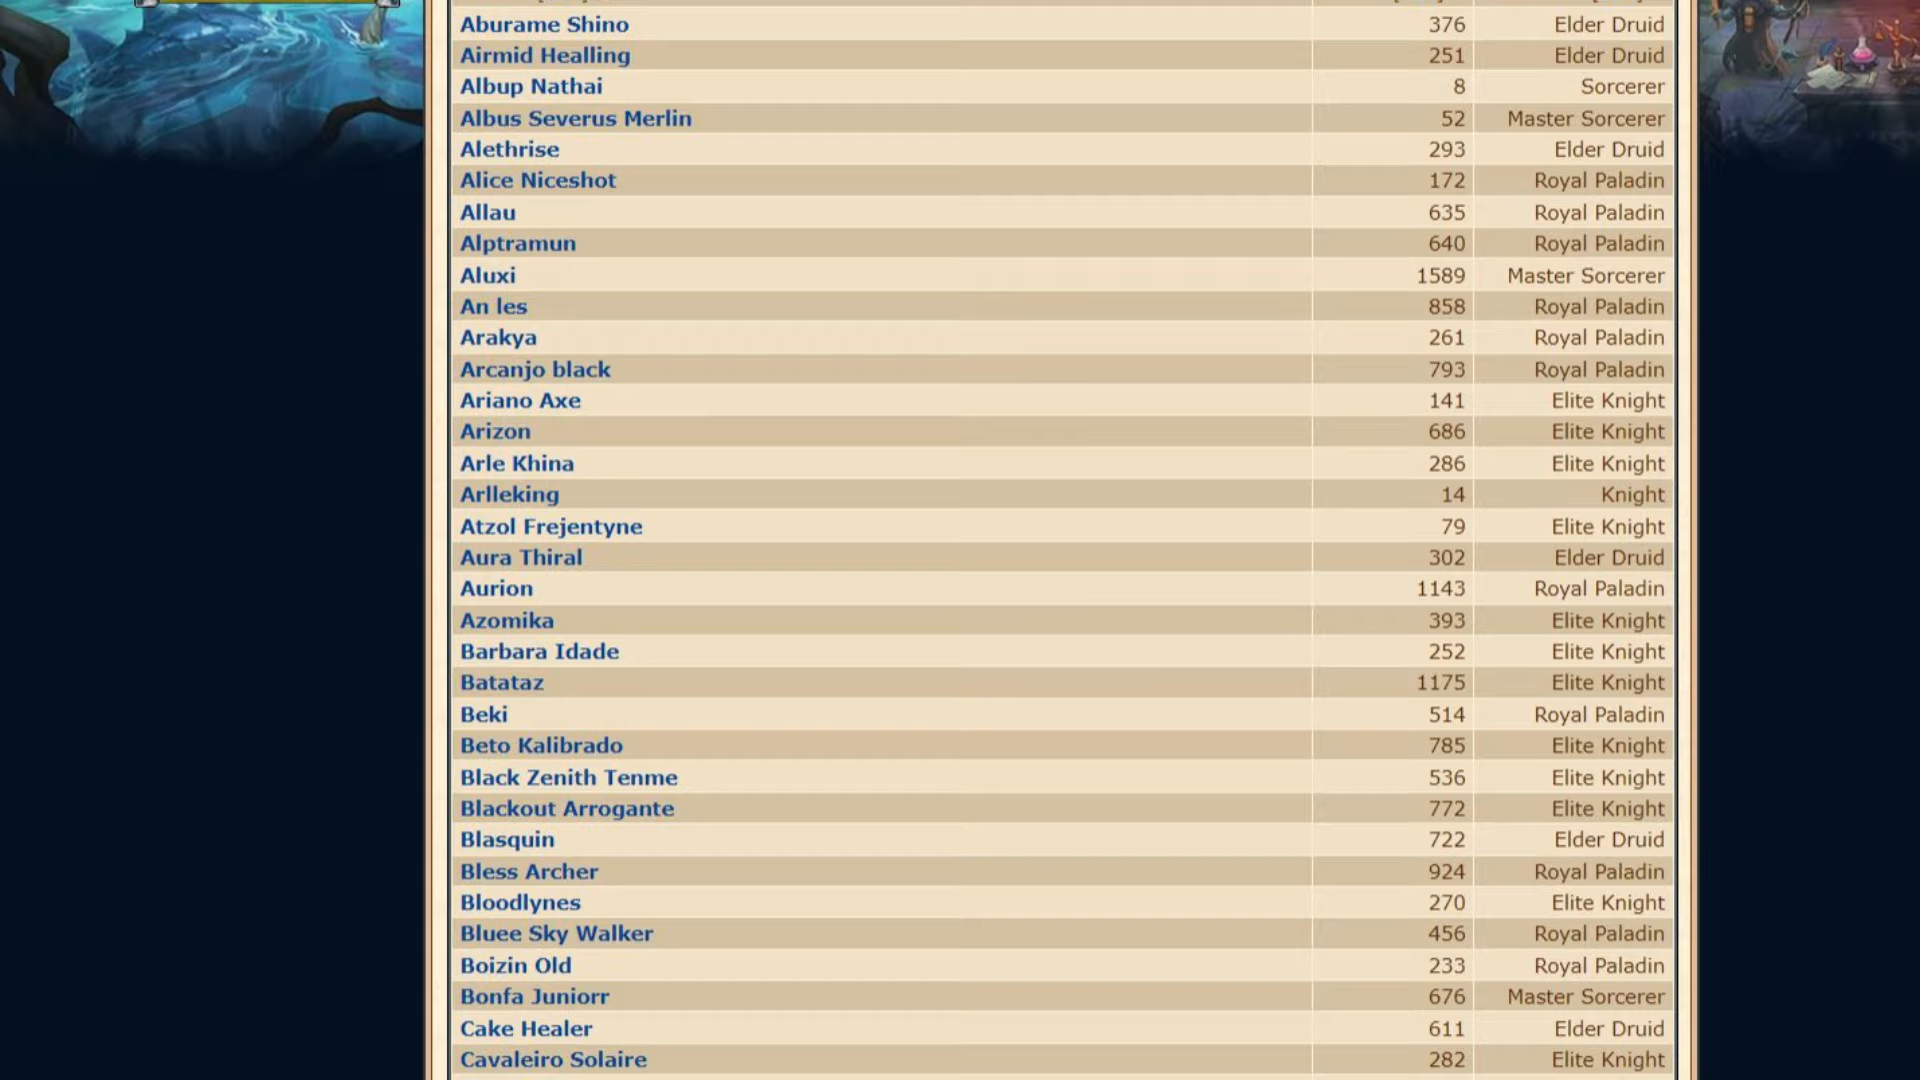 Aburame Shino 376 Elder Druid
Airmid Healling 251 Elder Druid
Albup Nathai 8 Sorcerer
Albus Severus Merlin 52 Master Sorcerer
Alethrise 293 Elder Druid
Alice Niceshot 172 Royal Paladin
Allau 635 Royal Paladin
Alptramun 640 Royal Paladin
Aluxi 1589 Master Sorcerer
An les 858 Royal Paladin
Arakya 261 Royal Paladin
Arcanjo black 793 Royal Paladin
Ariano Axe 141 Elite Knight
Arizon 686 Elite Knight
Arle Khina 286 Elite Knight
Arlleking 14 Knight
Atzol Frejentyne 79 Elite Knight
Aura Thiral 302 Elder Druid
Aurion 1143 Royal Paladin
Azomika 393 Elite Knight
Barbara Idade 252 Elite Knight
Batataz 1175 Elite Knight
Beki 514 Royal Paladin
Beto Kalibrado 785 Elite Knight
Black Zenith Tenme 536 Elite Knight
Blackout Arrogante 772 Elite Knight
Blasquin 722 Elder Druid
Bless Archer 924 Royal Paladin
Bloodlynes 270 Elite Knight
Bluee Sky Walker 456 Royal Paladin
Boizin Old 233 Royal Paladin
Bonfa Juniorr 676 Master Sorcerer
Cake Healer 611 Elder Druid
Cavaleiro Solaire 282 Elite Knight